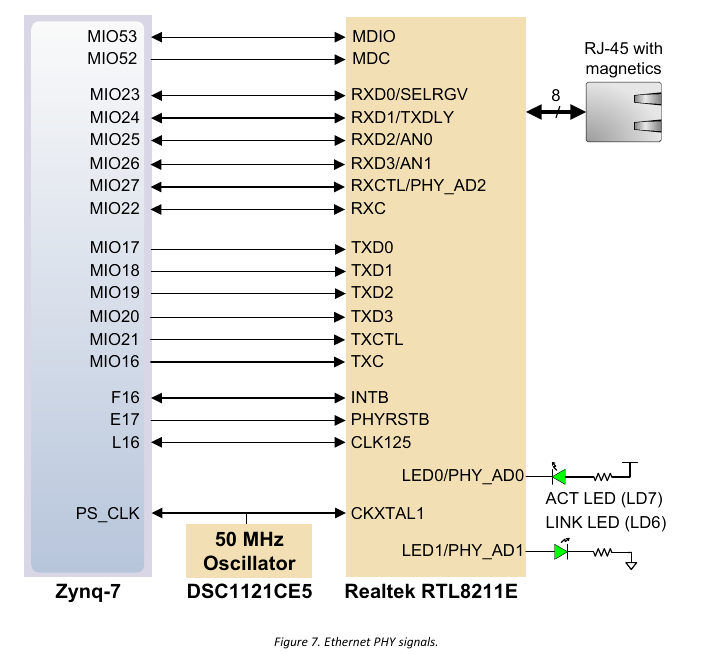 MIO53 MDIO
MIO52 MDC
RJ-45 with
magnetics
8
MIO23 RXD0/SELRGV
MIO24 RXD1/TXDLY
MIO25 RXD2/AN0
MIO26 RXD3/AN1
MIO27 RXCTL/PHY_AD2
MIO22 RXC
MIO17 TXD0
MIO18 TXD1
MIO19 TXD2
MIO20 TXD3
MIO21 TXCTL
MIO16 TXC
F16 INTB
E17 PHYRSTB
L16 CLK125
LED0/PHY_AD0
ACT LED (LD7)
PS_CLK CKXTAL1
LINK LED (LD6)
50 MHz
Oscillator
LED1/PHY_AD1
Zynq-7 DSC1121CE5 Realtek RTL8211E
Figure 7. Ethernet PHY signals.